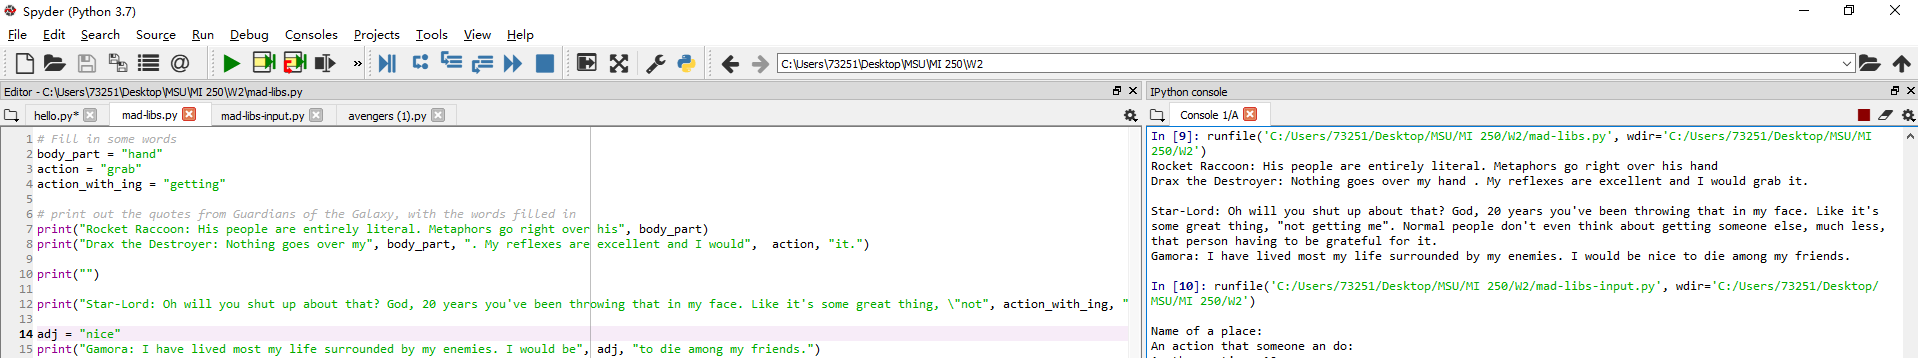 Spyder (Python 3.7)
File Edit Search Source Run Debug Consoles Projects Tools View Help
C:\Users\73251\Desktop\MSU\MI 250\W2
Editor - C:\Users\73251\Desktop\MSU\MI 250\W2\mad-libs.py
hello.py* mad-libs.py mad-libs-input.py avengers (1).py
1 # Fill in some words
2 body_part = "hand"
3 action = "grab"
4 action_with_ing = "getting"
5
6 # print out the quotes from Guardians of the Galaxy, with the words filled in
7 print("Rocket Raccoon: His people are entirely literal. Metaphors go right over his", body_part)
8 print("Drax the Destroyer: Nothing goes over my", body_part, ". My reflexes are excellent and I would",  action, "it.")
9
10 print("")
11
12 print("Star-Lord: Oh will you shut up about that? God, 20 years you've been throwing that in my face. Like it's some great thing, \"not", action_with_ing, "
13
14 adj = "nice"
15 print("Gamora: I have lived most my life surrounded by my enemies. I would be", adj, "to die among my friends.")
IPython console
Console 1/A
In [9]: runfile('C:/Users/73251/Desktop/MSU/MI 250/W2/mad-libs.py', wdir='C:/Users/73251/Desktop/MSU/MI
250/W2')
Rocket Raccoon: His people are entirely literal. Metaphors go right over his hand
Drax the Destroyer: Nothing goes over my hand . My reflexes are excellent and I would grab it.
Star-Lord: Oh will you shut up about that? God, 20 years you've been throwing that in my face. Like it's
some great thing, "not getting me". Normal people don't even think about getting someone else, much less,
that person having to be grateful for it.
Gamora: I have lived most my life surrounded by my enemies. I would be nice to die among my friends.
In [10]: runfile('C:/Users/73251/Desktop/MSU/MI 250/W2/mad-libs-input.py', wdir='C:/Users/73251/Desktop/
MSU/MI 250/W2')
Name of a place:
An action that someone an do: